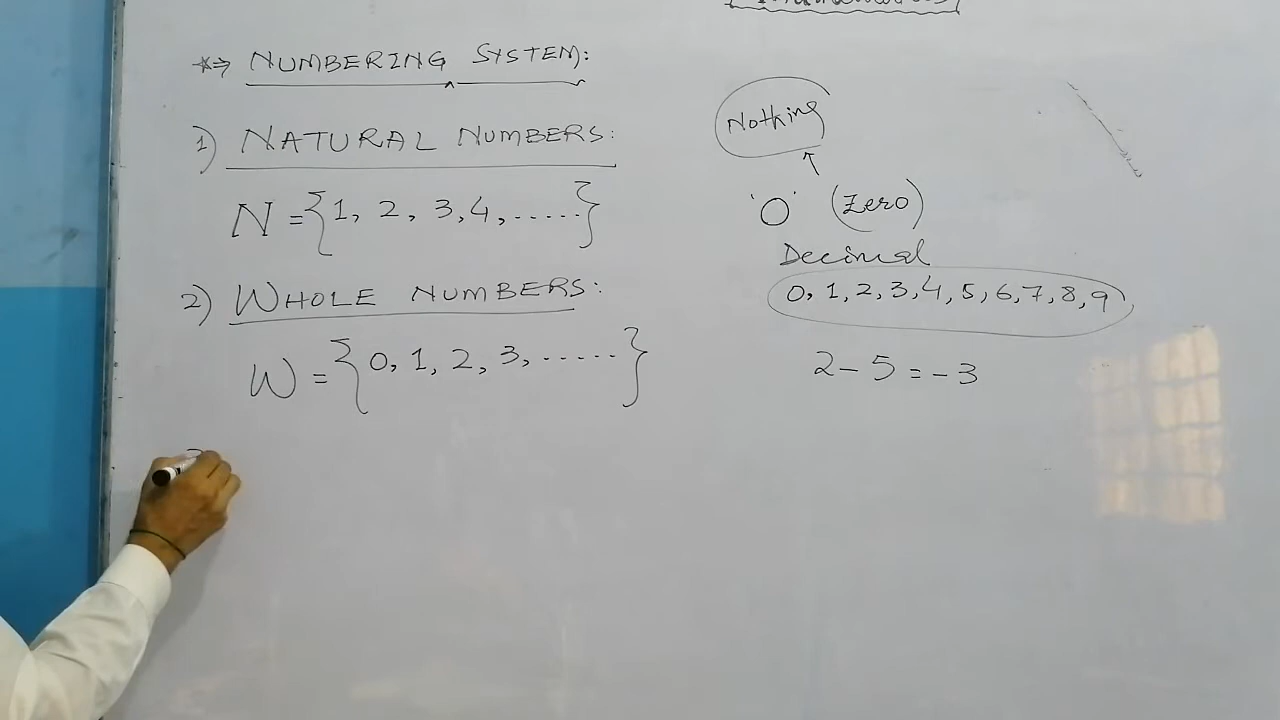 *⇒ NUMBERING SYSTEM:
1) NATURAL NUMBERS:
N = {1, 2, 3, 4, ......}
2) WHOLE NUMBERS:
W = {0, 1, 2, 3, ......}
Nothing
'0' (Zero)
Decimal
0, 1, 2, 3, 4, 5, 6, 7, 8, 9
2 - 5 = -3